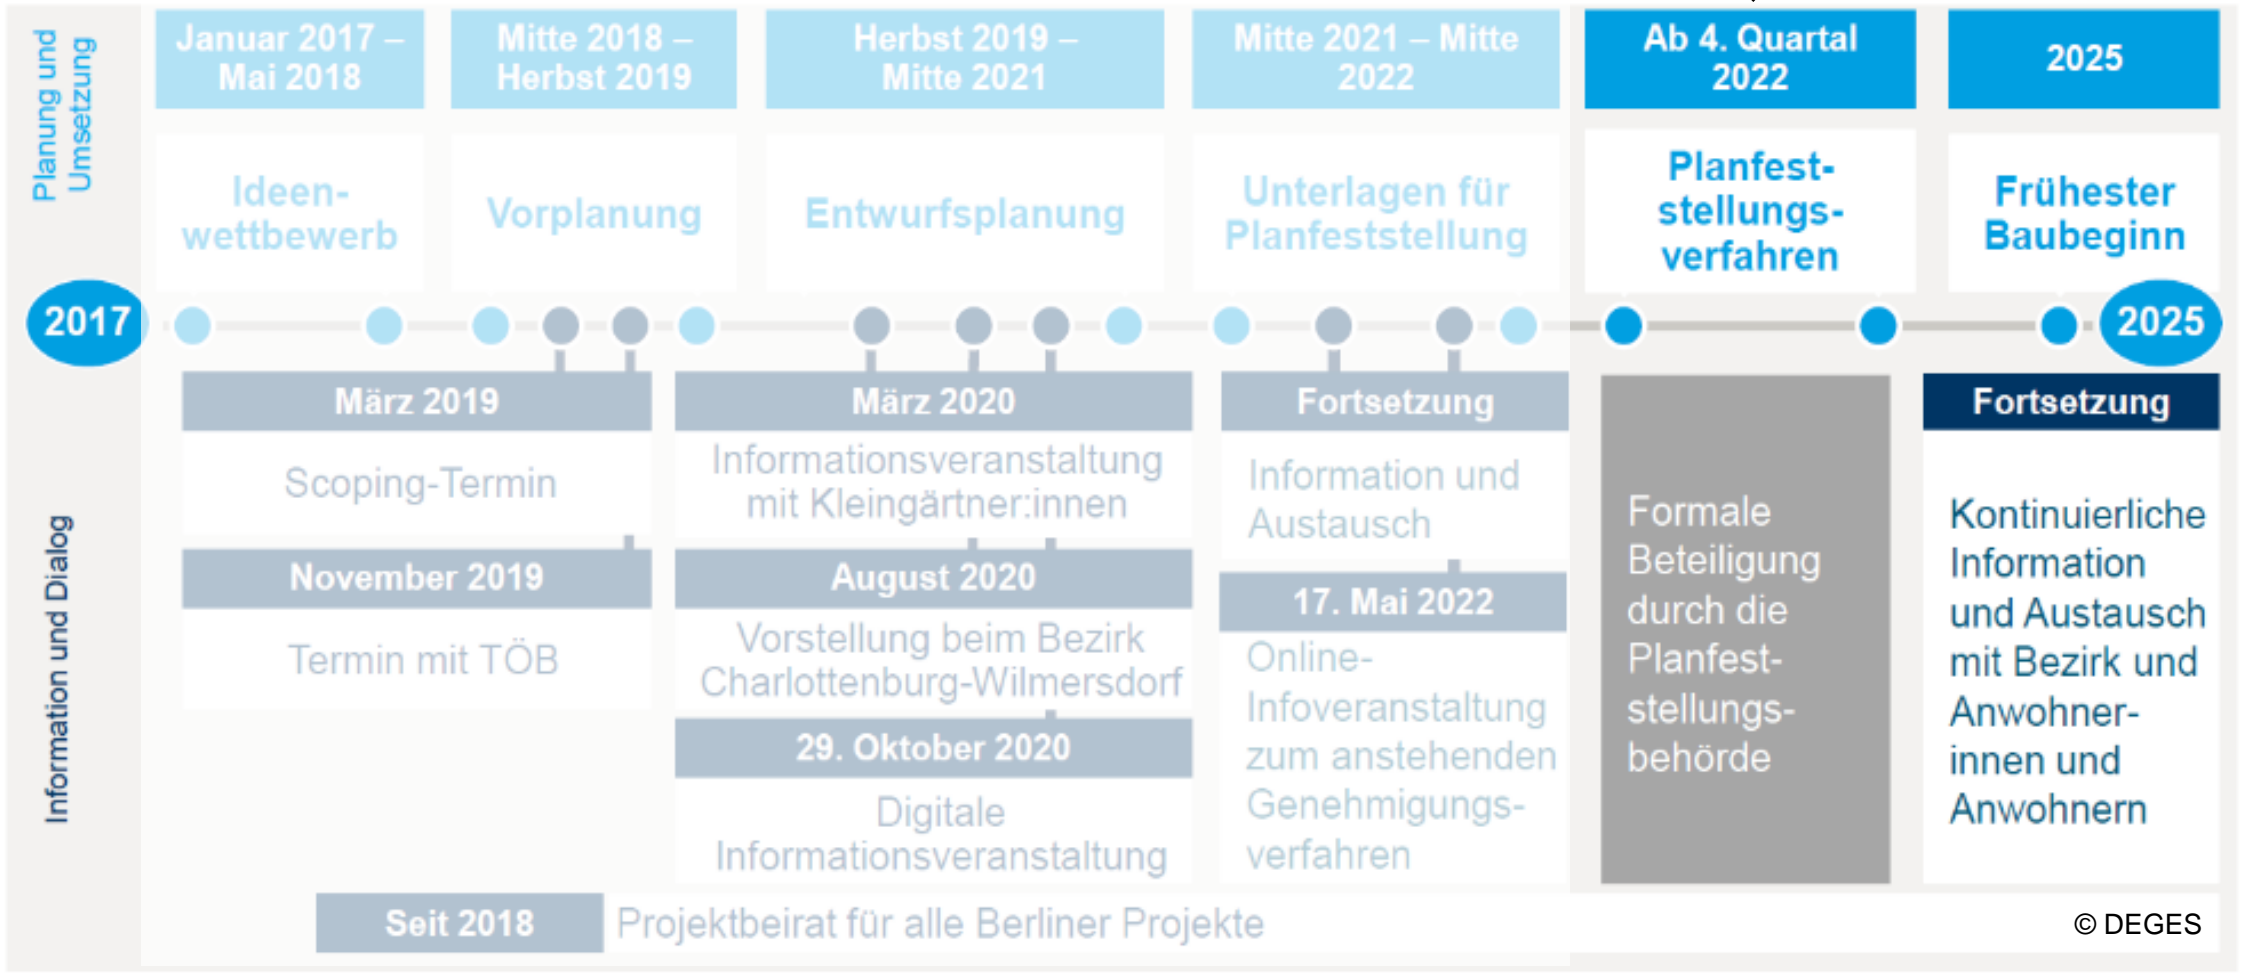 Planung und
Umsetzung
Januar 2017 –
Mai 2018
Mitte 2018 –
Herbst 2019
Herbst 2019 –
Mitte 2021
Mitte 2021 – Mitte
2022
Ab 4. Quartal
2022
2025
Ideen-
wettbewerb
Vorplanung
Entwurfsplanung
Unterlagen für
Planfeststellung
Planfest-
stellungs-
verfahren
Frühester
Baubeginn
2017
2025
Information und Dialog
März 2019
Scoping-Termin
November 2019
Termin mit TÖB
März 2020
Informationsveranstaltung
mit Kleingärtner:innen
August 2020
Vorstellung beim Bezirk
Charlottenburg-Wilmersdorf
29. Oktober 2020
Digitale
Informationsveranstaltung
Fortsetzung
Information und
Austausch
17. Mai 2022
Online-
Infoveranstaltung
zum anstehenden
Genehmigungs-
verfahren
Formale
Beteiligung
durch die
Planfest-
stellungs-
behörde
Fortsetzung
Kontinuierliche
Information
und Austausch
mit Bezirk und
Anwohner-
innen und
Anwohnern
Seit 2018
Projektbeirat für alle Berliner Projekte
© DEGES